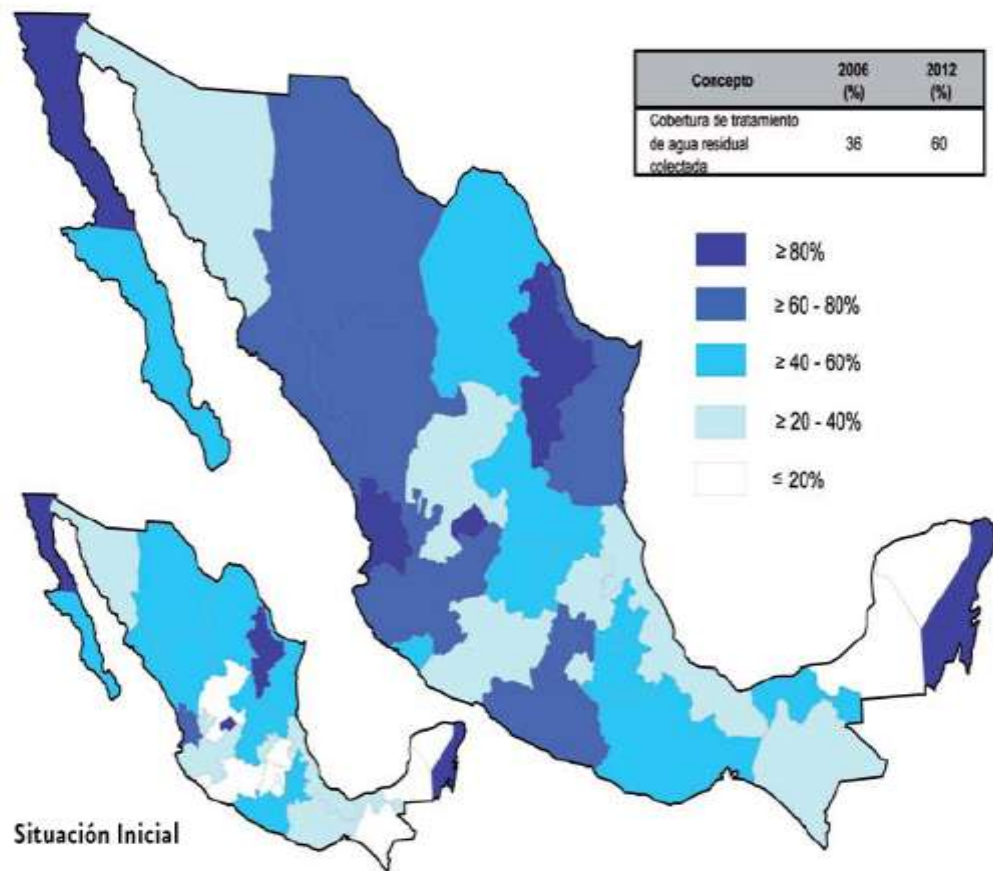 Concepto 2006 (%) 2012 (%)
Cobertura de tratamiento
de agua residual
colectada
36 60
≥ 80%
≥ 60 - 80%
≥ 40 - 60%
≥ 20 - 40%
≤ 20%
Situación Inicial